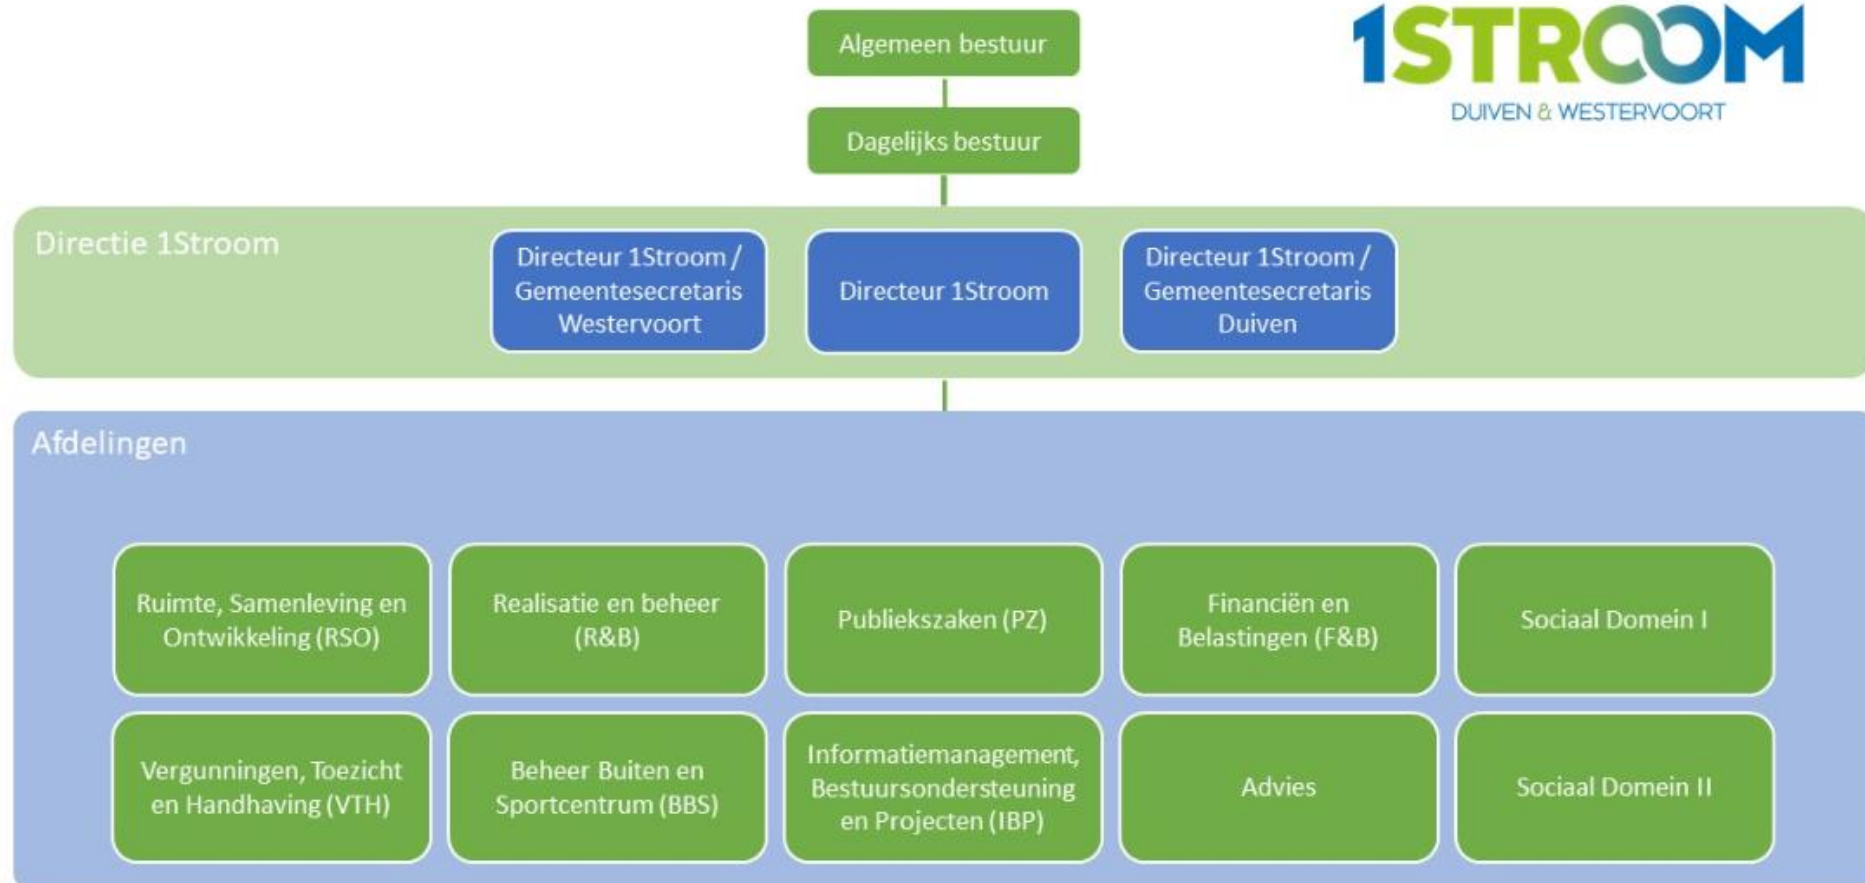 Algemeen bestuur
1STROOM
DUIVEN & WESTERVOORT
Dagelijks bestuur
Directie 1Stroom
Directeur 1Stroom /
Gemeentesecretaris
Westervoort
Directeur 1Stroom
Directeur 1Stroom /
Gemeentesecretaris
Duiven
Afdelingen
Ruimte, Samenleving en
Ontwikkeling (RSO)
Realisatie en beheer
(R&B)
Publiekszaken (PZ)
Financiën en
Belastingen (F&B)
Sociaal Domein I
Vergunningen, Toezicht
en Handhaving (VTH)
Beheer Buiten en
Sportcentrum (BBS)
Informatiemanagement,
Bestuursondersteuning
en Projecten (IBP)
Advies
Sociaal Domein II